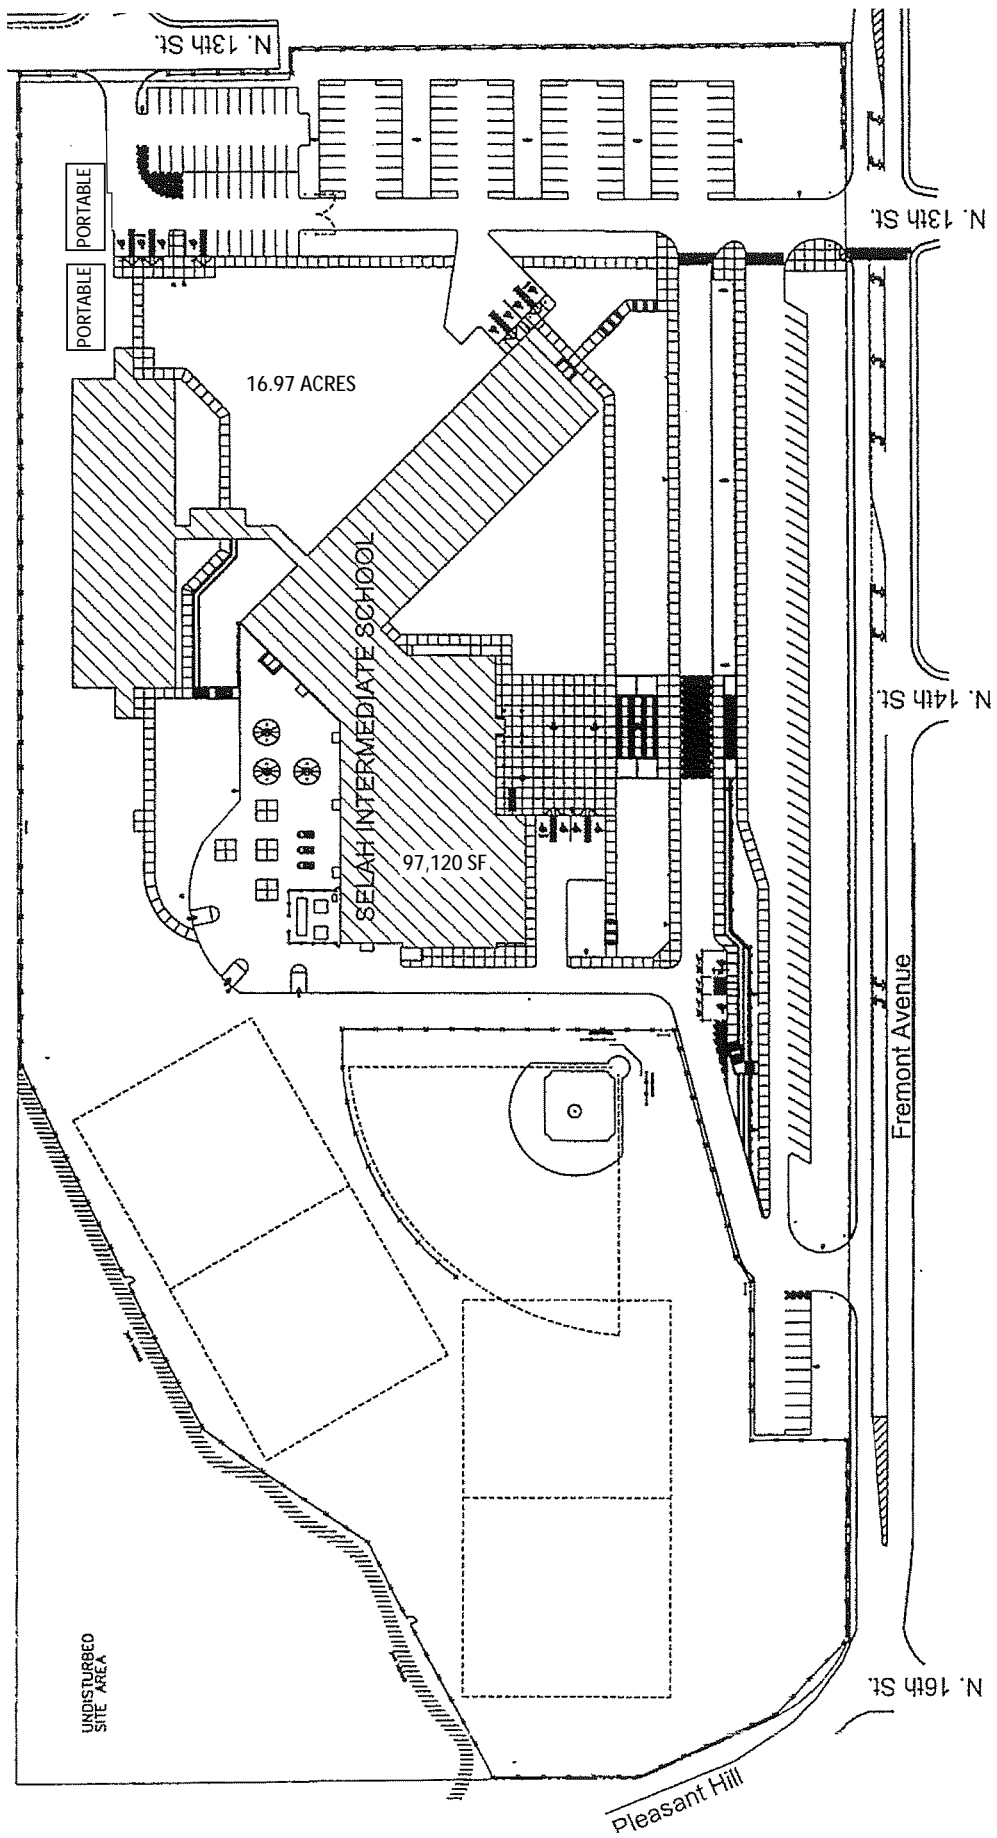 N. 13th St.
PORTABLE
PORTABLE
N. 13th St.
16.97 ACRES
SELAH INTERMEDIATE SCHOOL
N. 14th St.
97,120 SF
Fremont Avenue
UNDISTURBED
SITE AREA
N. 16th St.
Pleasant Hill